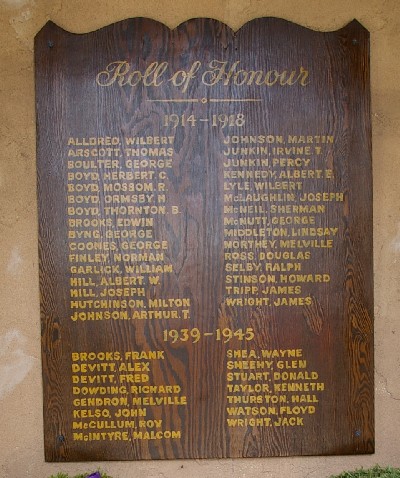 Roll of Honour
1914-1918
ALLDRED, WILBERT
ARSCOTT, THOMAS
BOULTER, GEORGE
BOYD, HERBERT C.
BOYD, MOSSOM R.
BOYD, ORMSBY H
BOYD, THORNTON B.
BROOKS, EDWIN
BYNG, GEORGE
COONES, GEORGE
FINLEY, NORMAN
GARLICK, WILLIAM
HILL, ALBERT W.
HILL, JOSEPH
HUTCHINSON, MILTON
JOHNSON, ARTHUR T.
JOHNSON, MARTIN
JUNKIN, IRVINE T.
JUNKIN, PERCY
KENNEDY, ALBERT E.
LYLE, WILBERT
McLAUGHLIN, JOSEPH
McNEIL, SHERMAN
McNUTT, GEORGE
MIDDLETON, LINDSAY
NORTHEY, MELVILLE
ROSS, DOUGLAS
SELBY, RALPH
STINSON, HOWARD
TRIPP, JAMES
WRIGHT, JAMES
1939-1945
BROOKS, FRANK
DEVITT, ALEX
DEVITT, FRED
DOWDING, RICHARD
GENDRON, MELVILLE
KELSO, JOHN
McCULLUM, ROY
McINTYRE, MALCOM
SHEA, WAYNE
SHEEHY, GLEN
STUART, DONALD
TAYLOR, KENNETH
THURSTON, HALL
WATSON, FLOYD
WRIGHT, JACK